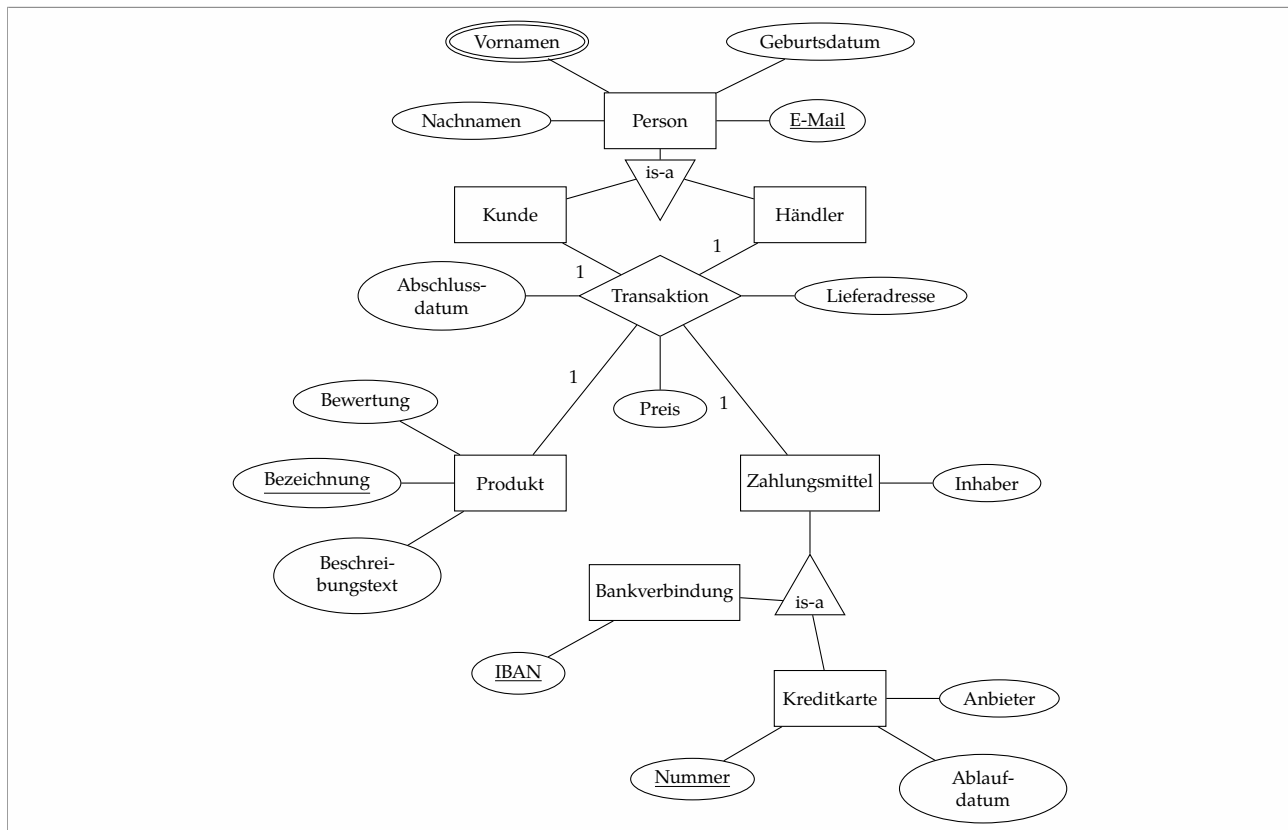 Vornamen
Geburtsdatum
Nachnamen
Person
E-Mail
is-a
Kunde
Händler
1
1
Abschluss-
datum
Transaktion
Lieferadresse
1
1
Bewertung
Preis
Bezeichnung
Produkt
Zahlungsmittel
Inhaber
Beschrei-
bungstext
Bankverbindung
is-a
IBAN
Kreditkarte
Anbieter
Nummer
Ablauf-
datum